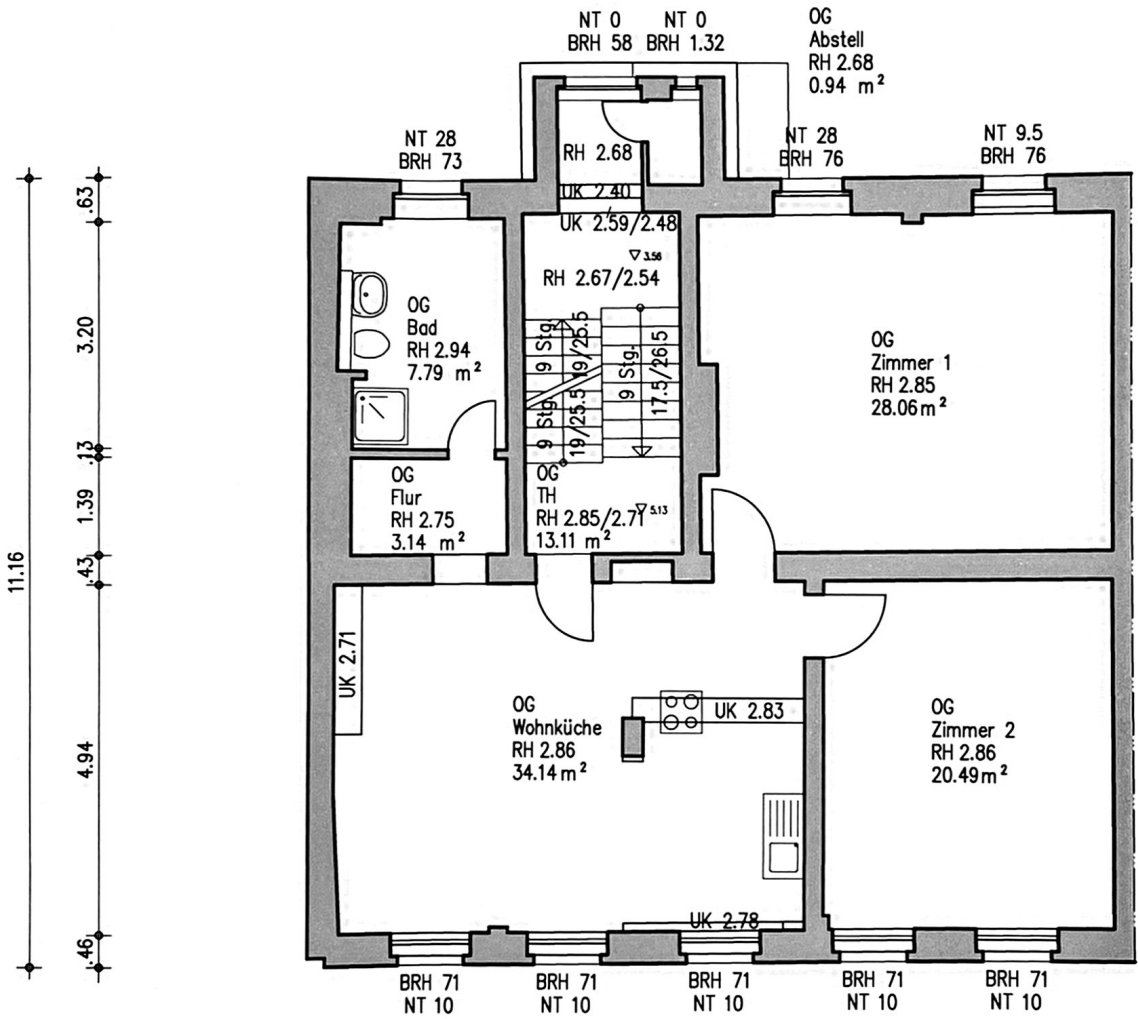 NT 0
BRH 58
NT 0
BRH 1.32
OG
Abstell
RH 2.68
0.94 m²
NT 28
BRH 73
NT 28
BRH 76
NT 9.5
BRH 76
RH 2.68
UK 2.40
UK 2.59/2.48
3.56
RH 2.67/2.54
OG
Bad
RH 2.94
7.79 m²
9 Stg.
19/25.5
9 Stg.
19/25.5
9 Stg.
17.5/26.5
OG
Zimmer 1
RH 2.85
28.06 m²
OG
Flur
RH 2.75
3.14 m²
OG
TH
RH 2.85/2.71
13.11 m²
5.13
UK 2.71
OG
Wohnküche
RH 2.86
34.14 m²
UK 2.83
OG
Zimmer 2
RH 2.86
20.49 m²
UK 2.78
BRH 71
NT 10
BRH 71
NT 10
BRH 71
NT 10
BRH 71
NT 10
BRH 71
NT 10
11.16
.63
3.20
.13
1.39
.43
4.94
.46